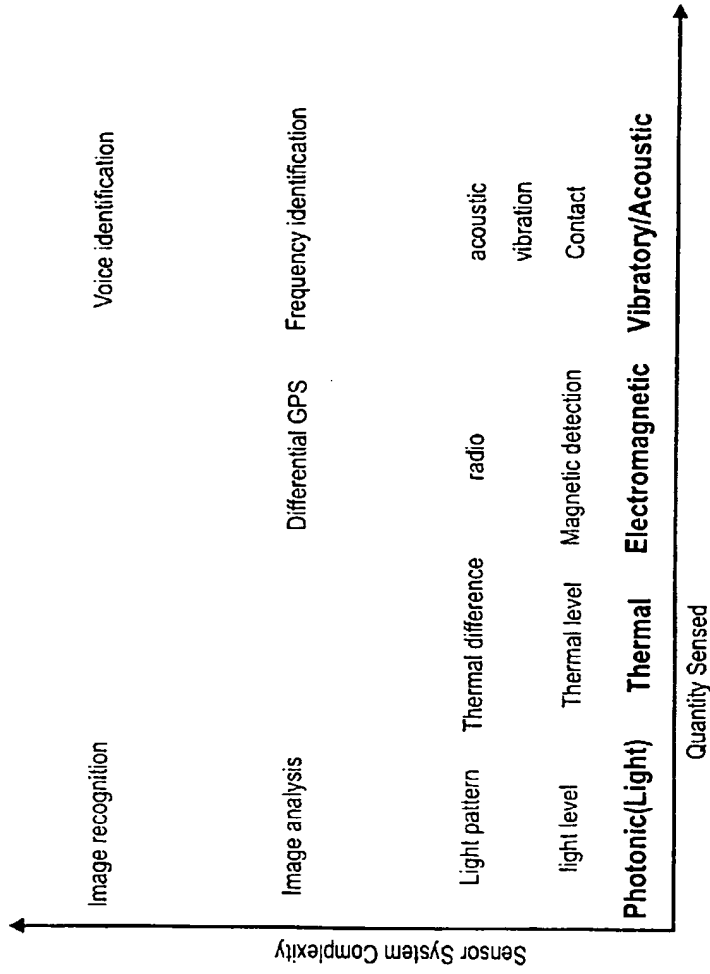 Image recognition
Voice identification
Image analysis
Differential GPS
Frequency identification
Light pattern
Thermal difference
radio
acoustic
vibration
light level
Thermal level
Magnetic detection
Contact
Photonic(Light)
Thermal
Electromagnetic
Vibratory/Acoustic
Quantity Sensed
Sensor System Complexity